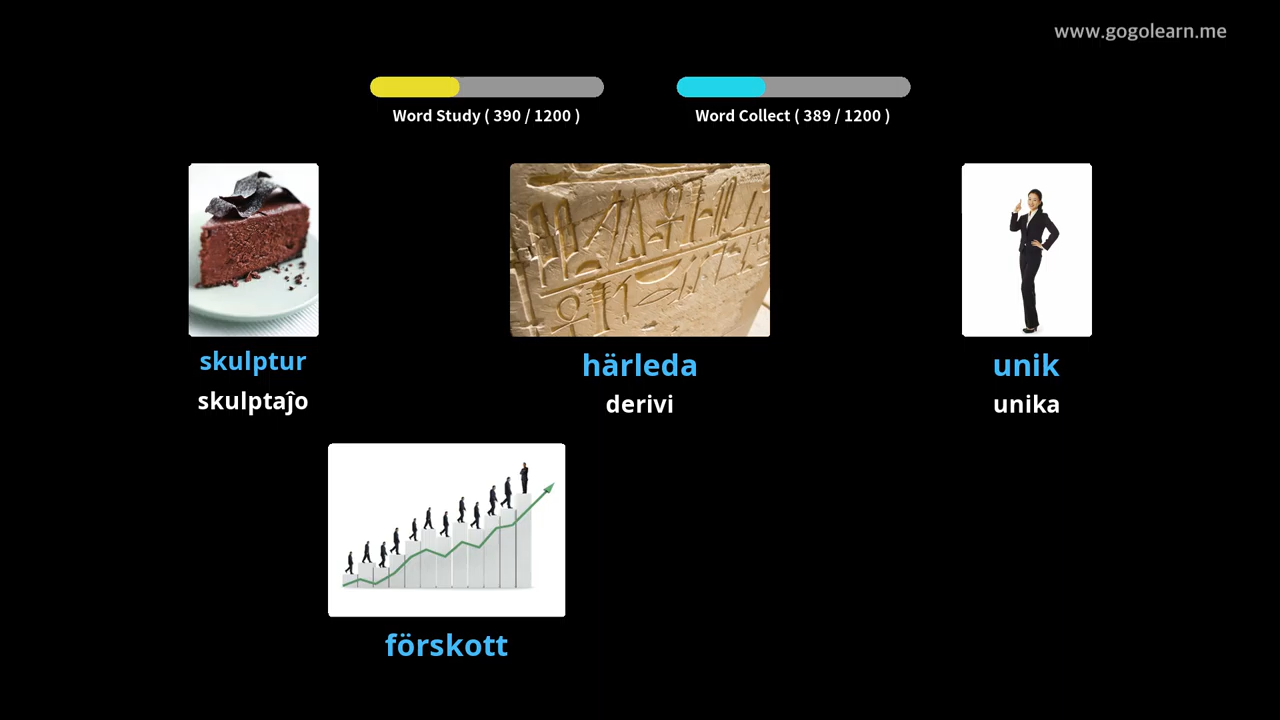 www.gogolearn.me
Word Study ( 390 / 1200 )
Word Collect ( 389 / 1200 )
skulptur
skulptaĵo
härleda
derivi
unik
unika
förskott